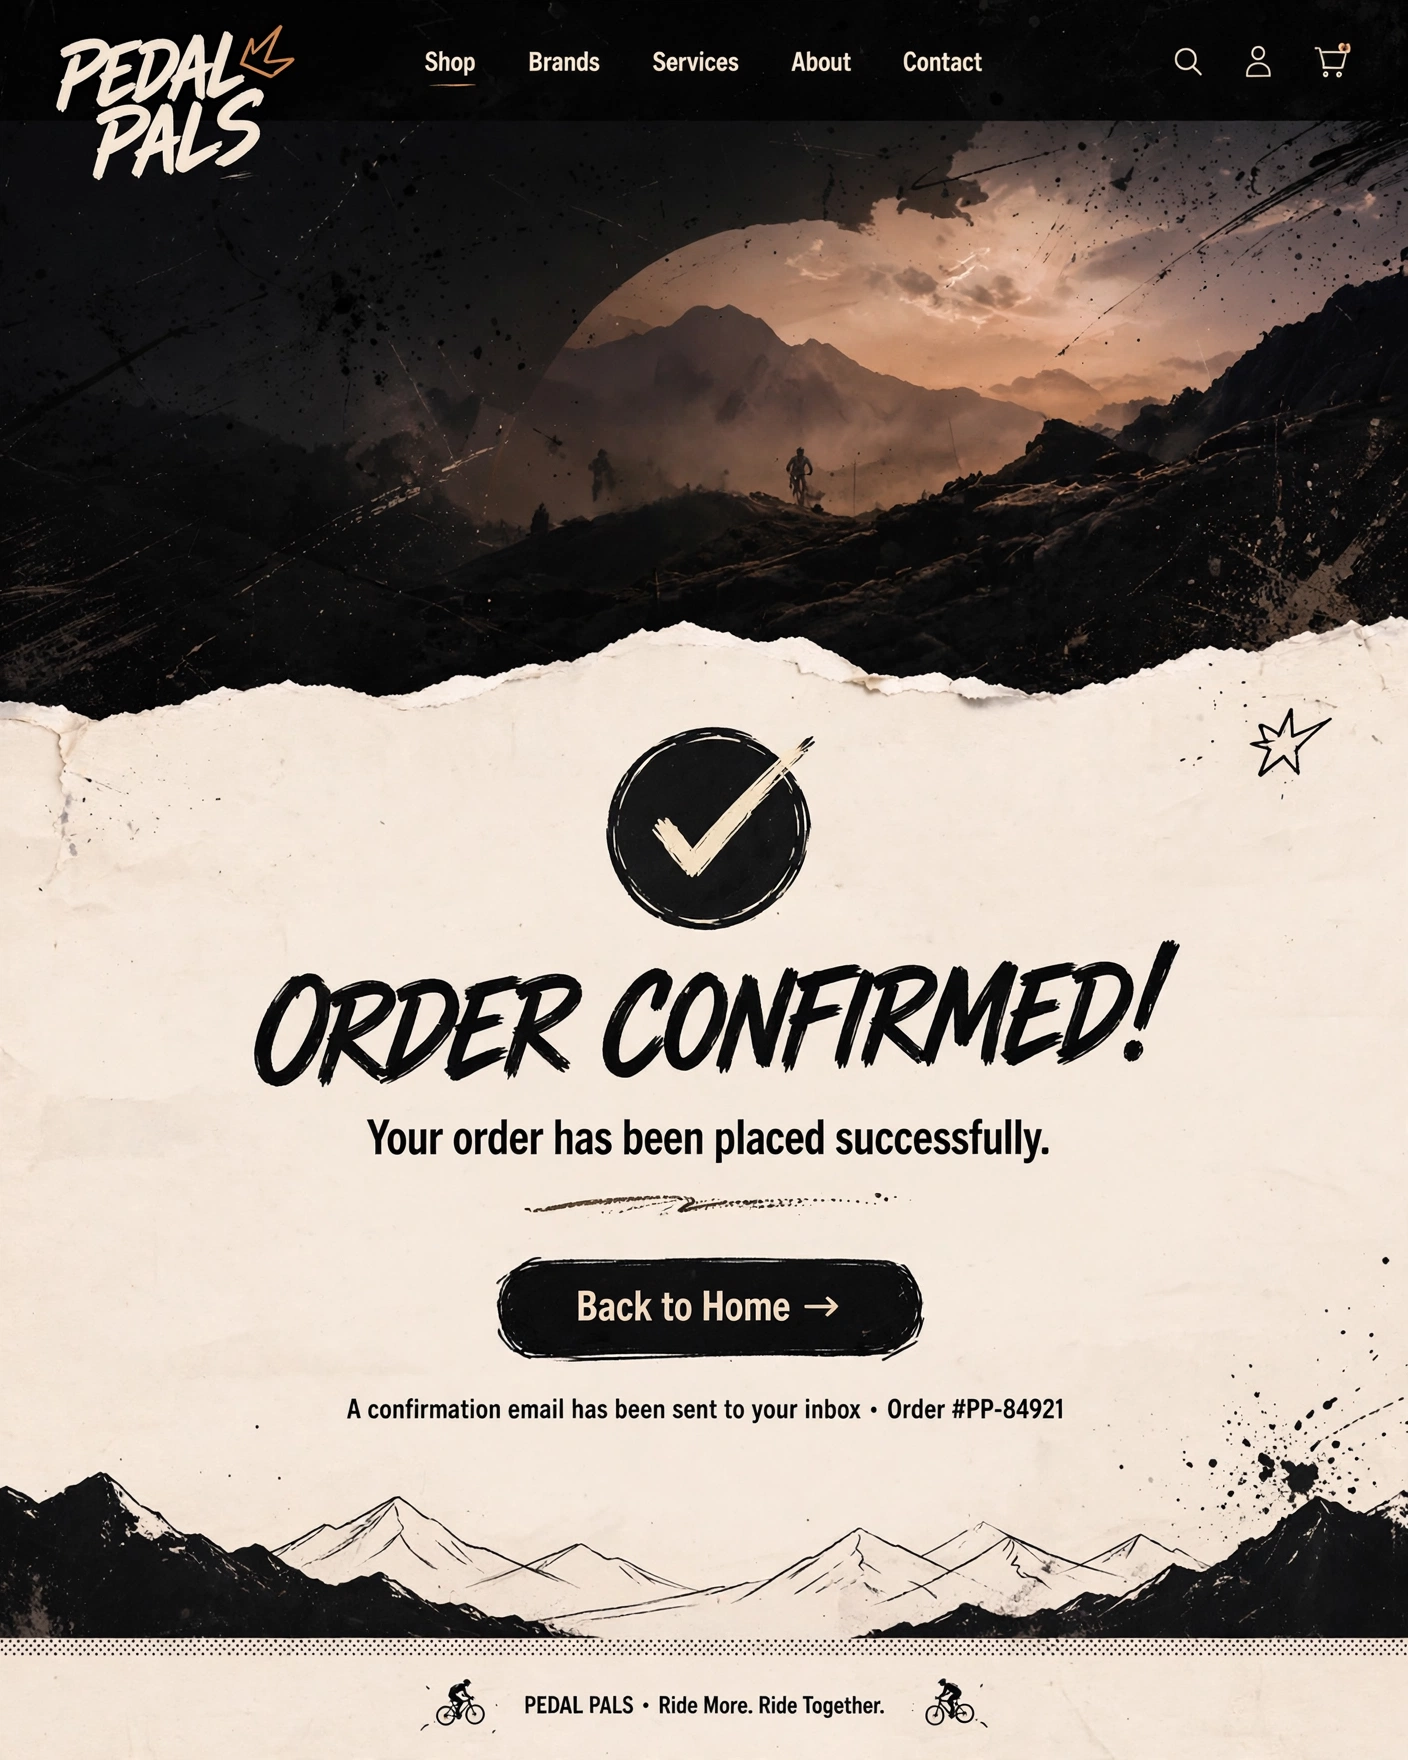 PEDAL
PALS
Shop Brands Services About Contact
ORDER CONFIRMED!
Your order has been placed successfully.
Back to Home →
A confirmation email has been sent to your inbox • Order #PP-84921
PEDAL PALS • Ride More. Ride Together.